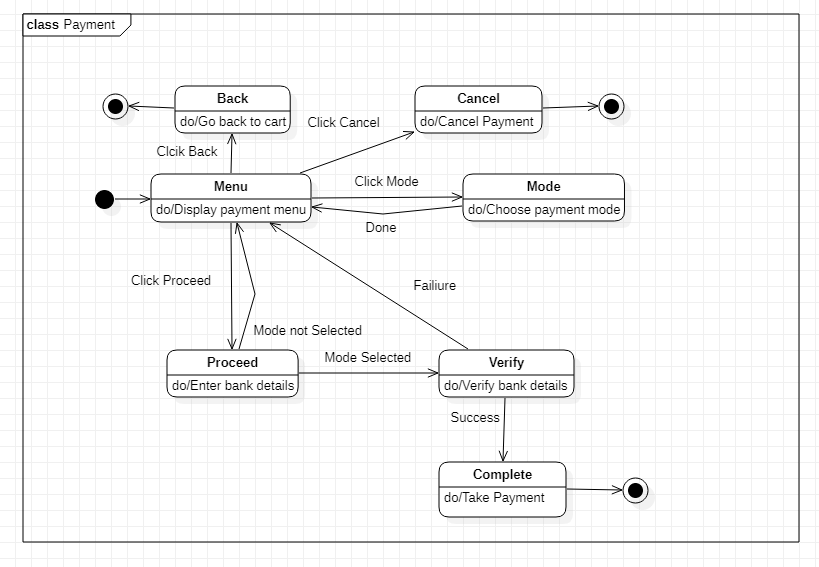 class Payment
Back
do/Go back to cart
Cancel
do/Cancel Payment
Click Cancel
Clcik Back
Menu
do/Display payment menu
Click Mode
Mode
do/Choose payment mode
Done
Click Proceed
Failiure
Mode not Selected
Proceed
do/Enter bank details
Mode Selected
Verify
do/Verify bank details
Success
Complete
do/Take Payment